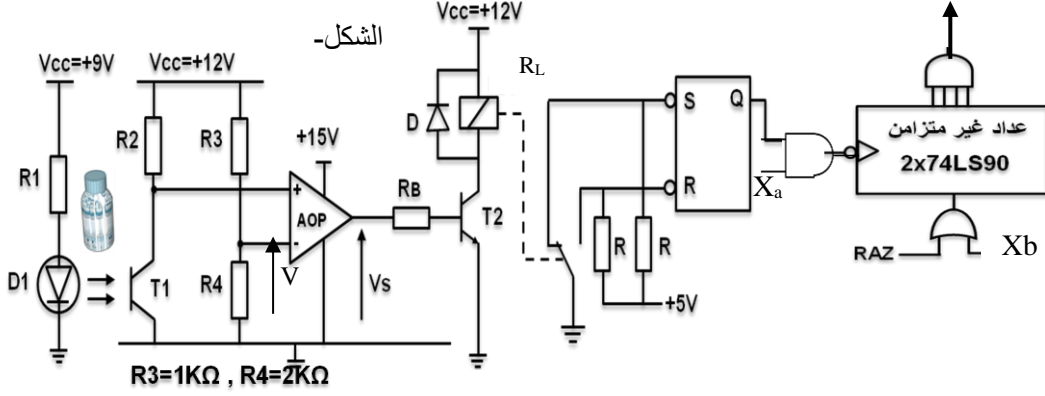 Vcc=+12V
الشكل-
Vcc=+9V
Vcc=+12V
RL
R2
R3
+15V
D
S
Q
عداد غير متزامن
2x74LS90
R1
RB
+
AOP
-
T2
R
Xa
D1
T1
R4
V
Vs
R
R
RAZ
Xb
+5V
R3=1KΩ , R4=2KΩ